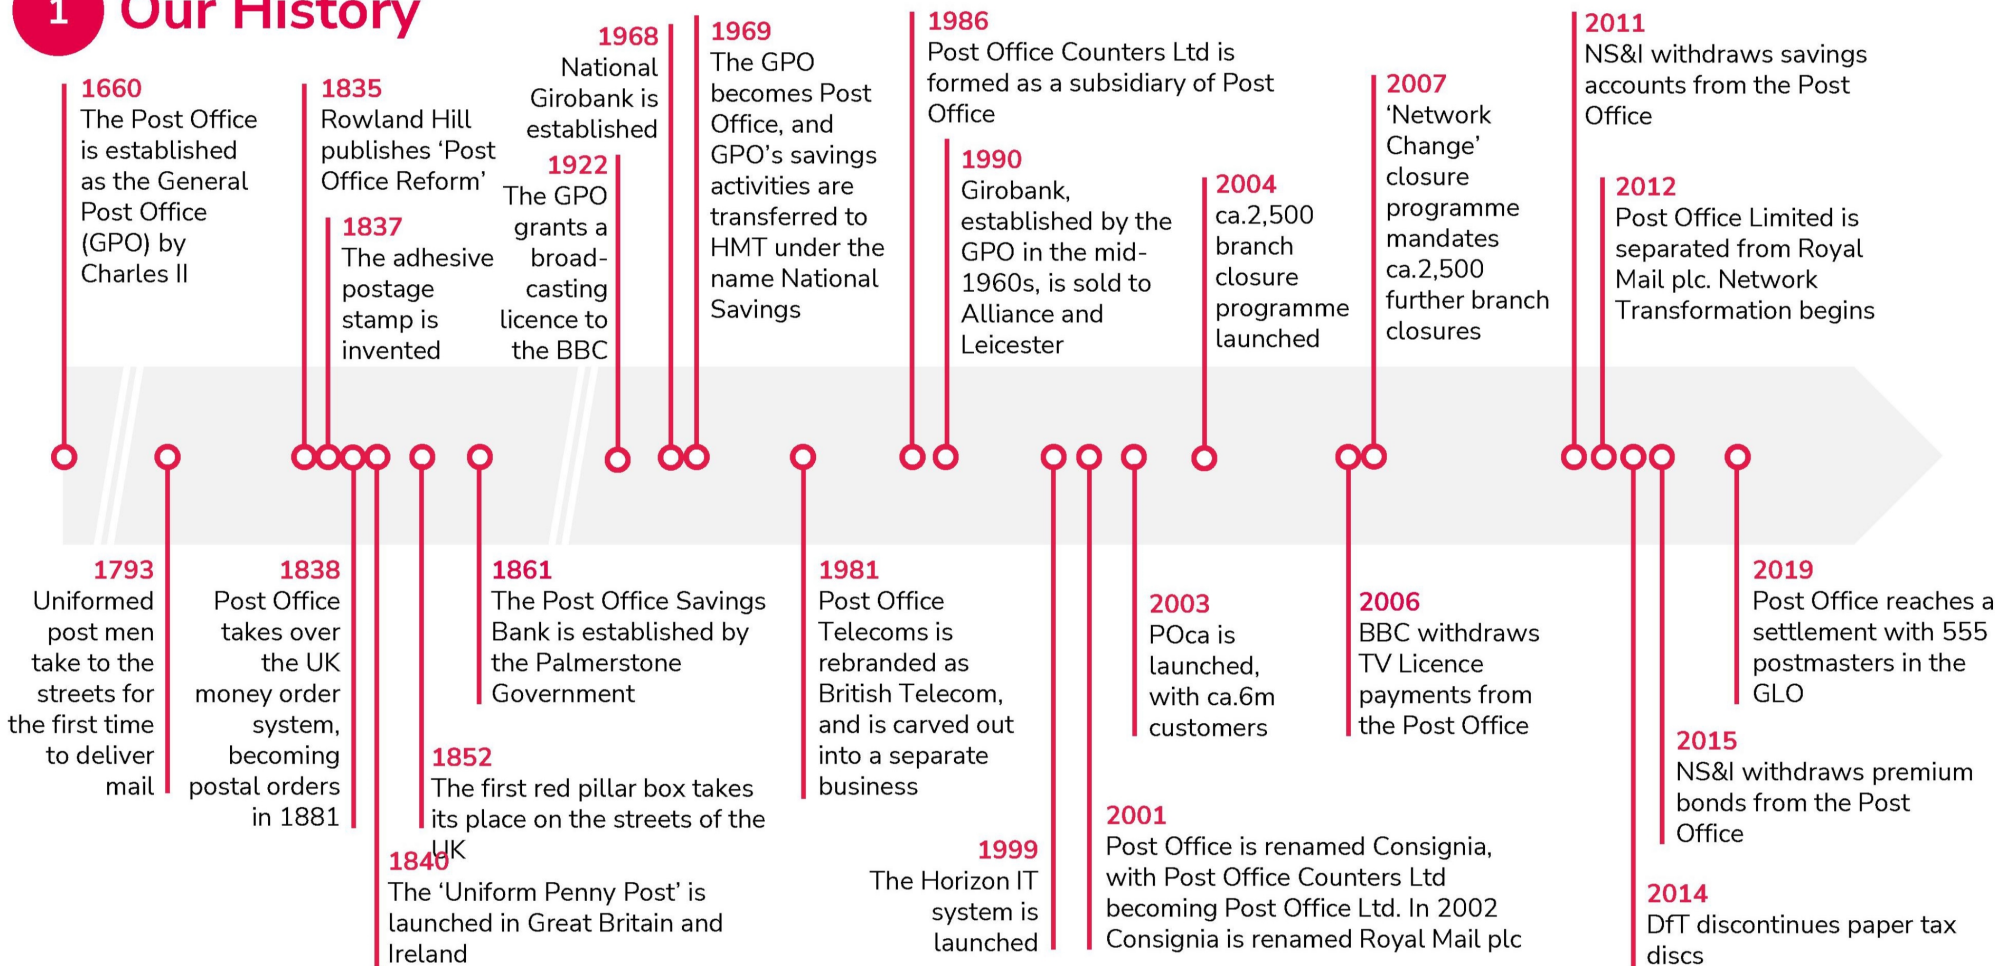 1
Our History
1660
The Post Office
is established
as the General
Post Office
(GPO) by
Charles II
1793
Uniformed
post men
take to the
streets for
the first time
to deliver
mail
1835
Rowland Hill
publishes ‘Post
Office Reform’
1837
The adhesive
postage
stamp is
invented
1838
Post Office
takes over
the UK
money order
system,
becoming
postal orders
in 1881
1840
The ‘Uniform Penny Post’ is
launched in Great Britain and
Ireland
1852
The first red pillar box takes
its place on the streets of the
UK
1861
The Post Office Savings
Bank is established by
the Palmerstone
Government
1922
The GPO
grants a
broad-
casting
licence to
the BBC
1968
National
Girobank is
established
1969
The GPO
becomes Post
Office, and
GPO’s savings
activities are
transferred to
HMT under the
name National
Savings
1981
Post Office
Telecoms is
rebranded as
British Telecom,
and is carved out
into a separate
business
1986
Post Office Counters Ltd is
formed as a subsidiary of Post
Office
1990
Girobank,
established by the
GPO in the mid-
1960s, is sold to
Alliance and
Leicester
1999
The Horizon IT
system is
launched
2001
Post Office is renamed Consignia,
with Post Office Counters Ltd
becoming Post Office Ltd. In 2002
Consignia is renamed Royal Mail plc
2003
POca is
launched,
with ca.6m
customers
2004
ca.2,500
branch
closure
programme
launched
2006
BBC withdraws
TV Licence
payments from
the Post Office
2007
‘Network
Change’
closure
programme
mandates
ca.2,500
further branch
closures
2011
NS&I withdraws savings
accounts from the Post
Office
2012
Post Office Limited is
separated from Royal
Mail plc. Network
Transformation begins
2014
DfT discontinues paper tax
discs
2015
NS&I withdraws premium
bonds from the Post
Office
2019
Post Office reaches a
settlement with 555
postmasters in the
GLO